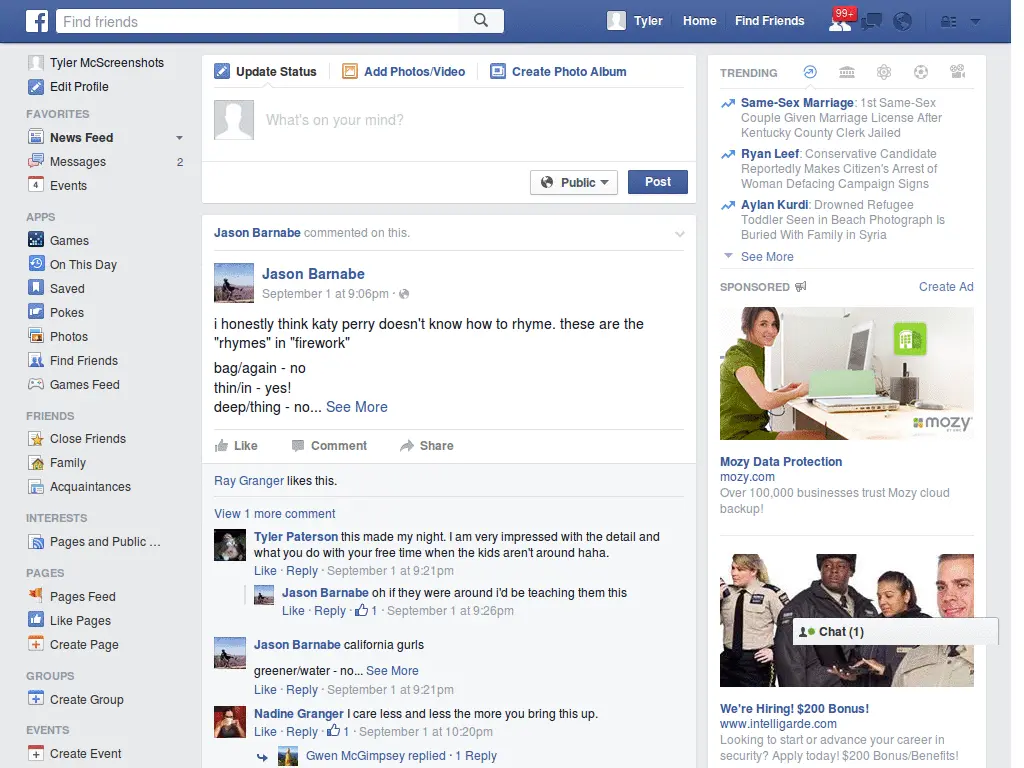 Find friends
Tyler
Home
Find Friends
99+
Tyler McScreenshots
Edit Profile
FAVORITES
News Feed
Messages 2
4 Events
APPS
Games
On This Day
Saved
Pokes
Photos
Find Friends
Games Feed
FRIENDS
Close Friends
Family
Acquaintances
INTERESTS
Pages and Public ...
PAGES
Pages Feed
Like Pages
Create Page
GROUPS
Create Group
EVENTS
Create Event
Update Status
Add Photos/Video
Create Photo Album
What's on your mind?
Public
Post
Jason Barnabe commented on this.
Jason Barnabe
September 1 at 9:06pm ·
i honestly think katy perry doesn't know how to rhyme. these are the
"rhymes" in "firework"
bag/again - no
thin/in - yes!
deep/thing - no... See More
Like Comment Share
Ray Granger likes this.
View 1 more comment
Tyler Paterson this made my night. I am very impressed with the detail and
what you do with your free time when the kids aren't around haha.
Like · Reply · September 1 at 9:21pm
Jason Barnabe oh if they were around i'd be teaching them this
Like · Reply · 1 · September 1 at 9:26pm
Jason Barnabe california gurls
greener/water - no... See More
Like · Reply · September 1 at 9:21pm
Nadine Granger I care less and less the more you bring this up.
Like · Reply · 1 · September 1 at 10:20pm
Gwen McGimpsey replied · 1 Reply
TRENDING
Same-Sex Marriage: 1st Same-Sex
Couple Given Marriage License After
Kentucky County Clerk Jailed
Ryan Leef: Conservative Candidate
Reportedly Makes Citizen's Arrest of
Woman Defacing Campaign Signs
Aylan Kurdi: Drowned Refugee
Toddler Seen in Beach Photograph Is
Buried With Family in Syria
See More
SPONSORED Create Ad
mozy
Mozy Data Protection
mozy.com
Over 100,000 businesses trust Mozy cloud
backup!
Chat (1)
We're Hiring! $200 Bonus!
www.intelligarde.com
Looking to start or advance your career in
security? Apply today! $200 Bonus/Benefits!